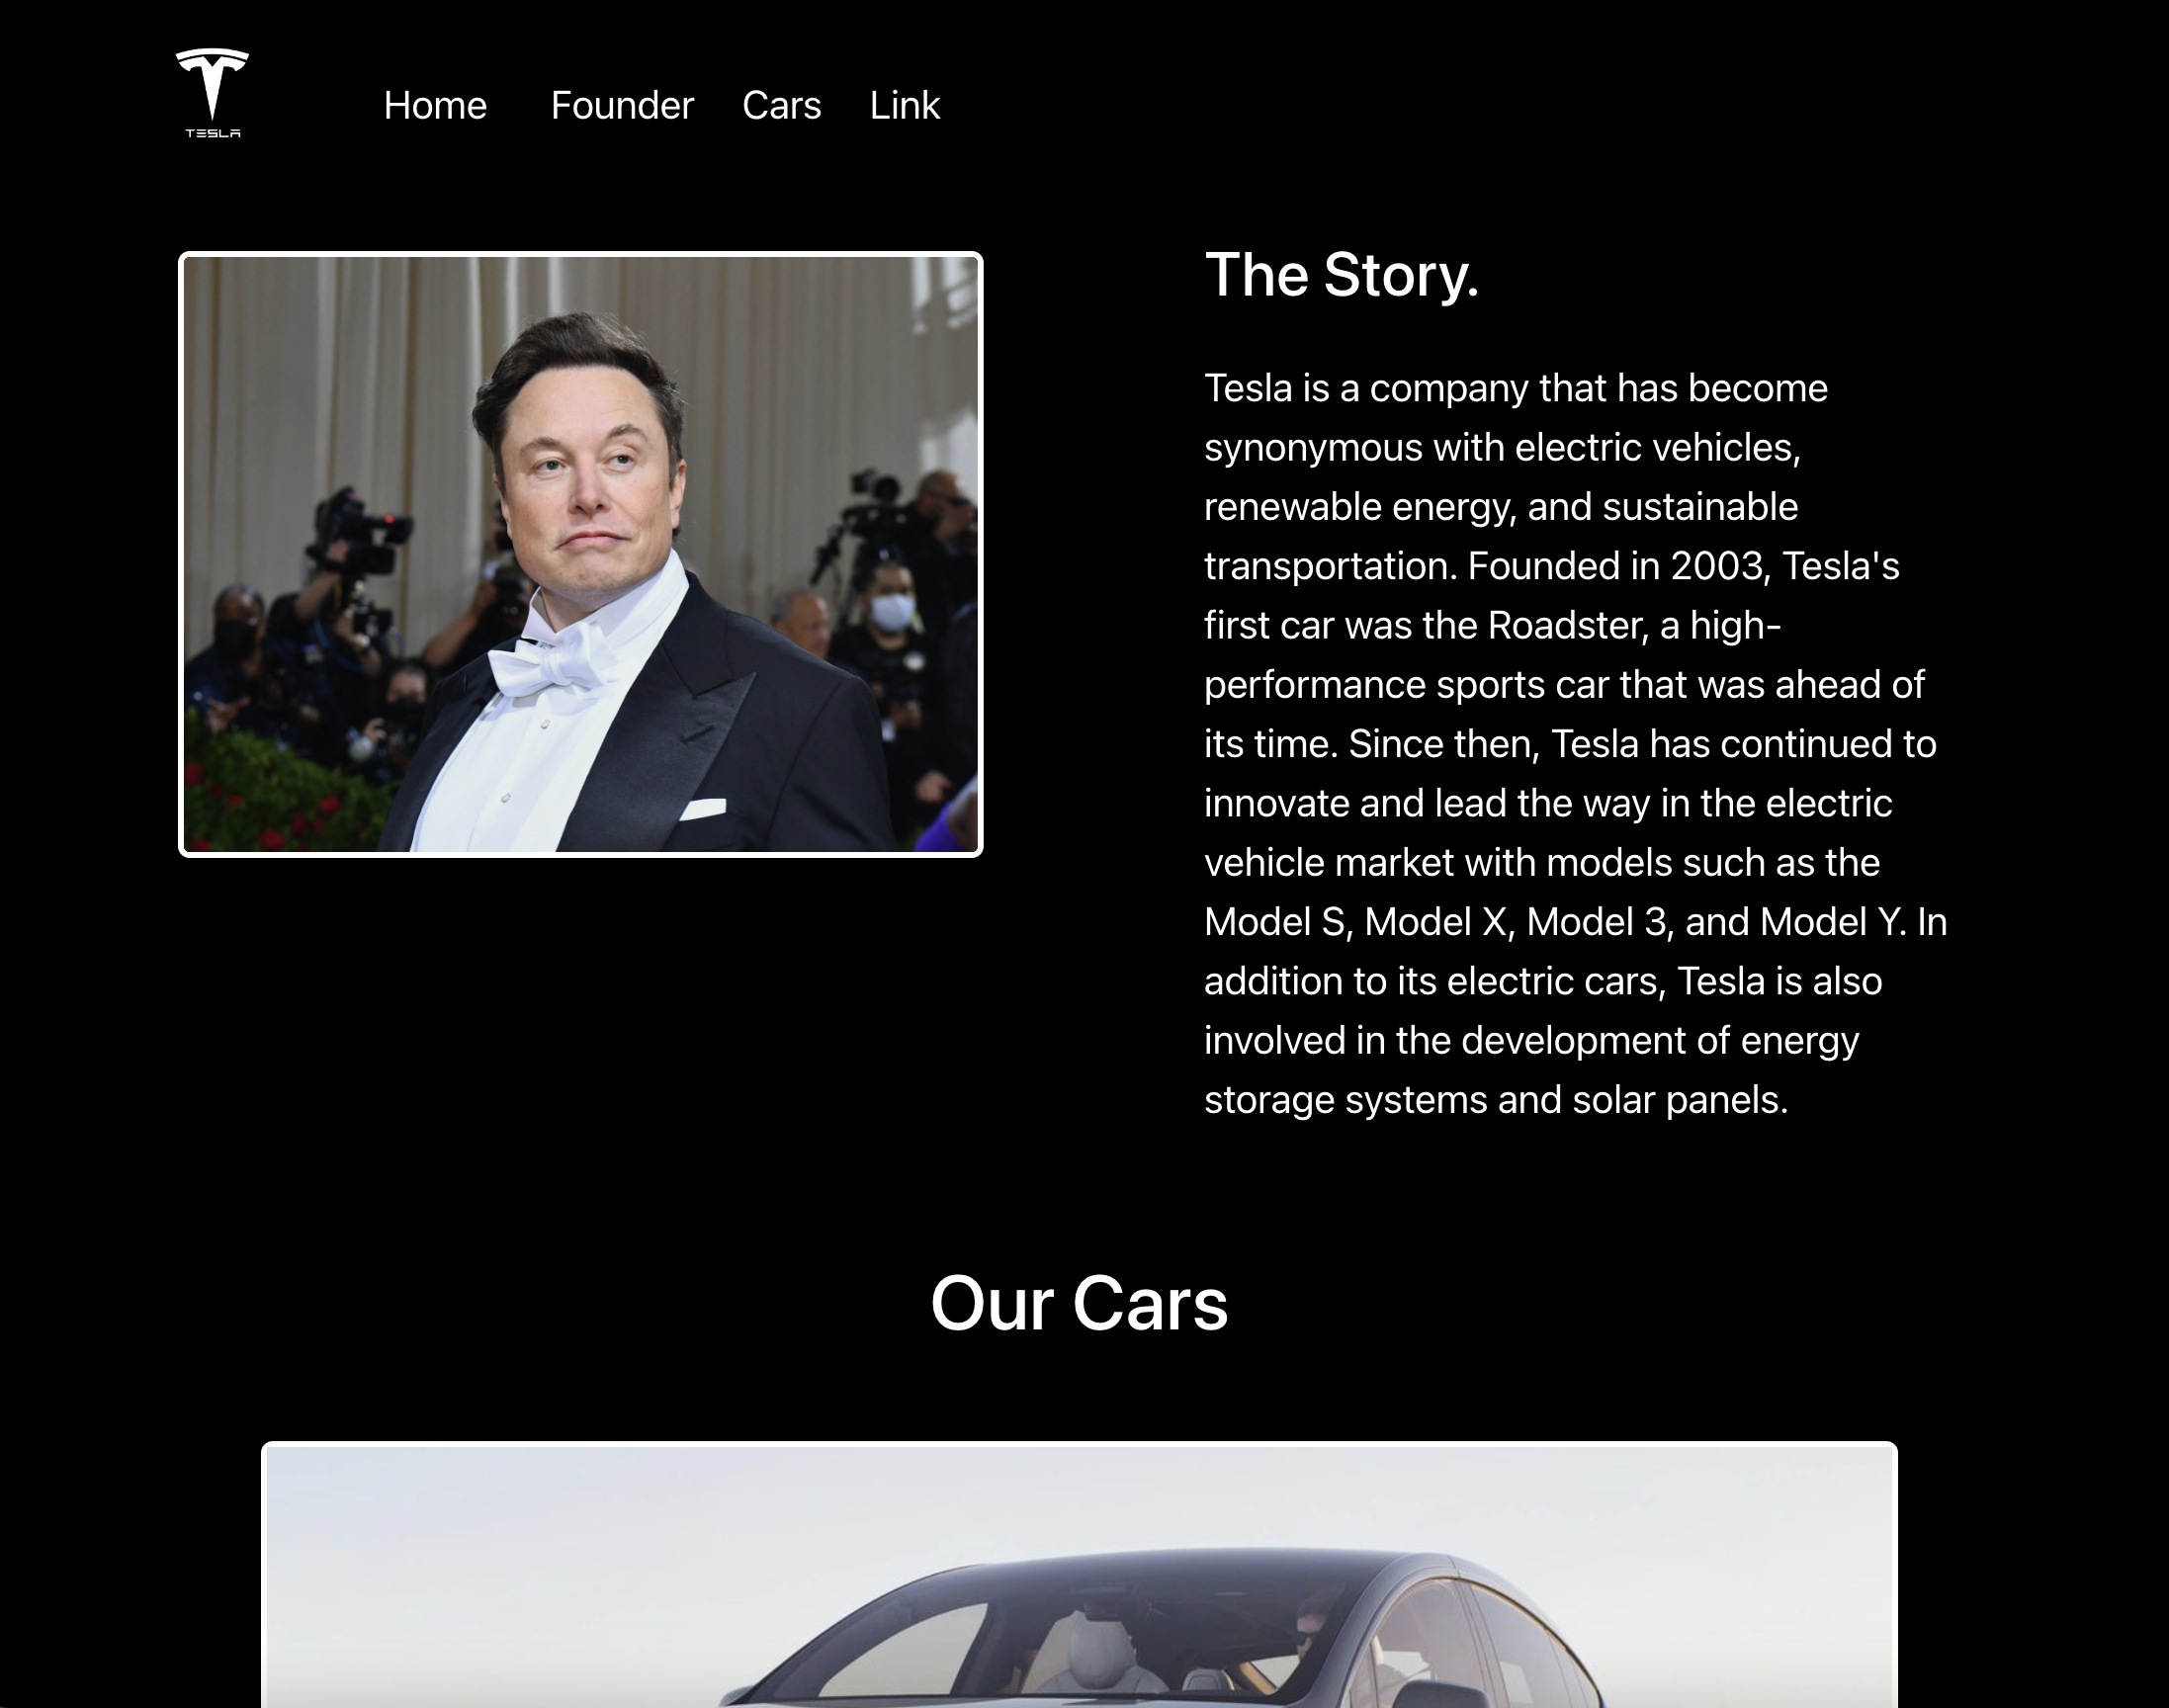 TESLA
Home Founder Cars Link
The Story.
Tesla is a company that has become
synonymous with electric vehicles,
renewable energy, and sustainable
transportation. Founded in 2003, Tesla's
first car was the Roadster, a high-
performance sports car that was ahead of
its time. Since then, Tesla has continued to
innovate and lead the way in the electric
vehicle market with models such as the
Model S, Model X, Model 3, and Model Y. In
addition to its electric cars, Tesla is also
involved in the development of energy
storage systems and solar panels.
Our Cars